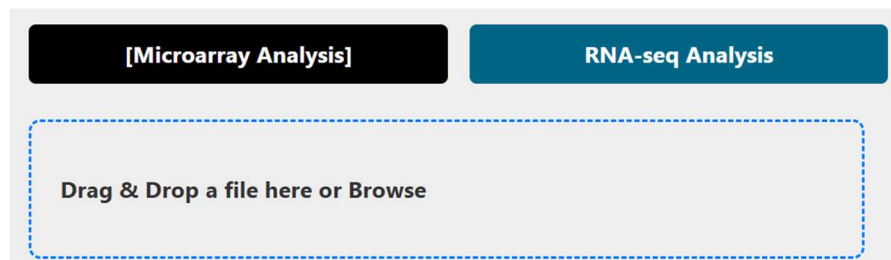 [Microarray Analysis]
RNA-seq Analysis
Drag & Drop a file here or Browse